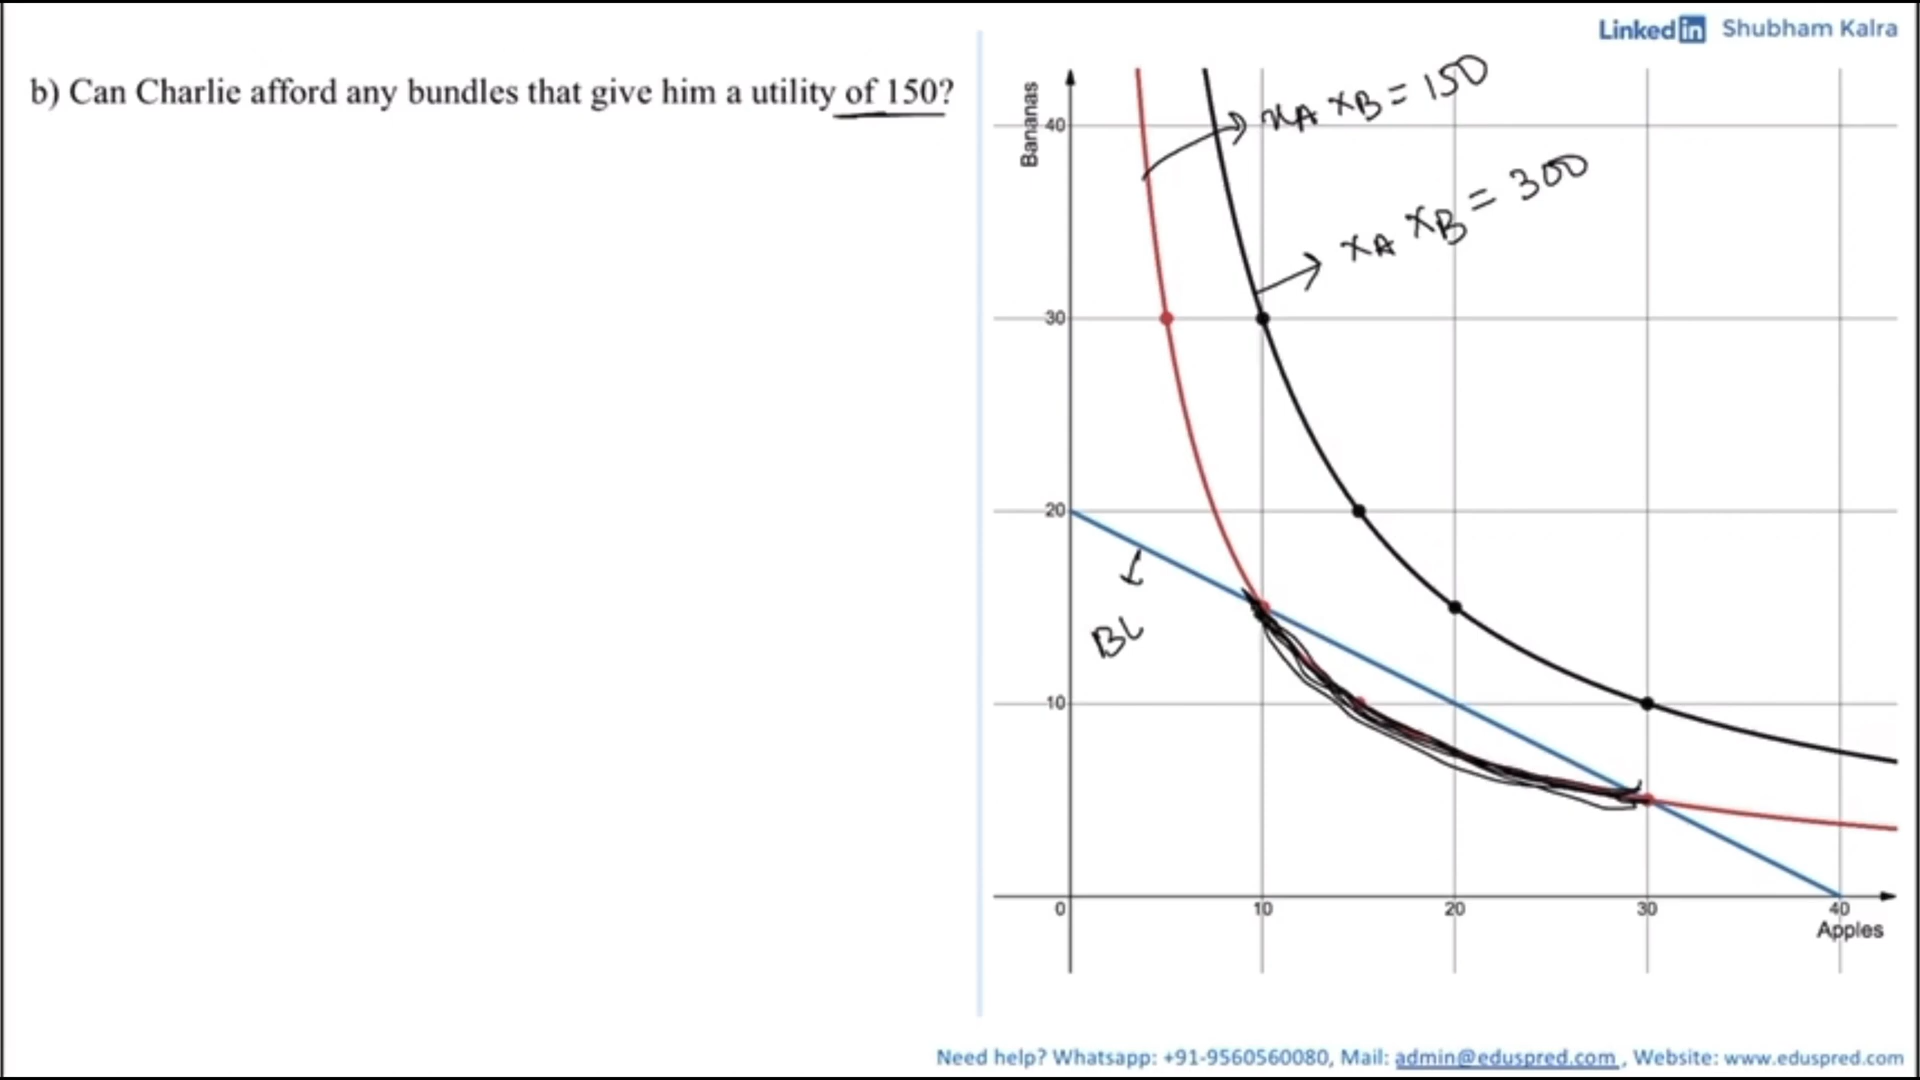 Linked in Shubham Kalra
b) Can Charlie afford any bundles that give him a utility of 150?
Bananas
40
30
20
10
0
10
20
30
40
Apples
xA xB = 150
xA xB = 300
BL
Need help? Whatsapp: +91-9560560080, Mail: admin@eduspred.com , Website: www.eduspred.com